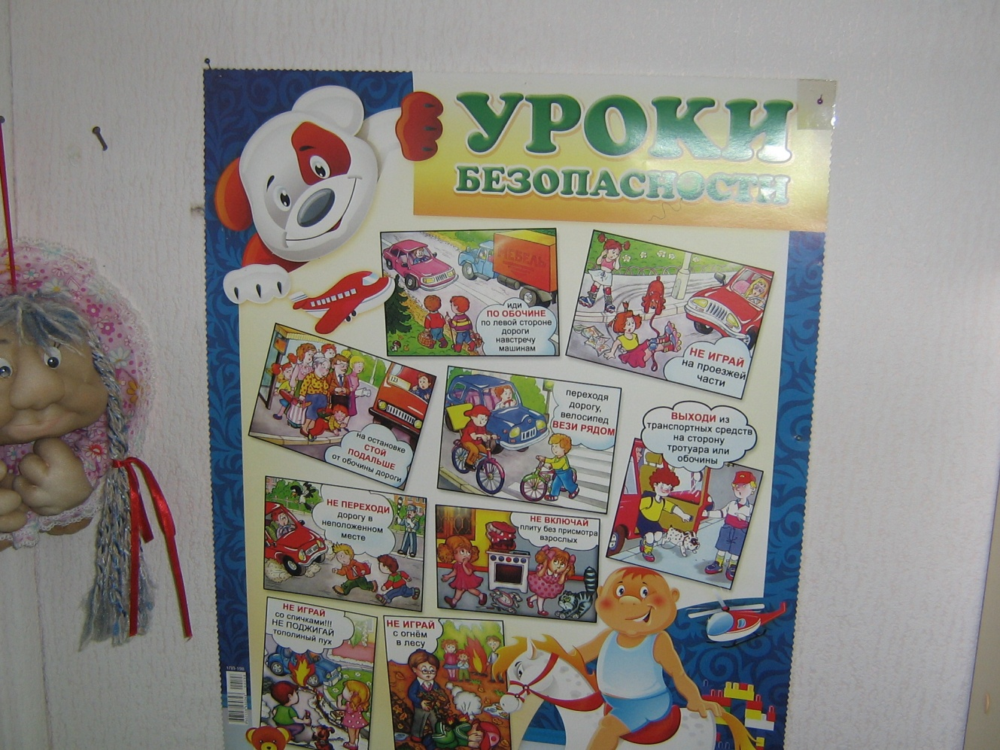 УРОКИ
БЕЗОПАСНОСТИ
МЕБЕЛЬ
иди
ПО ОБОЧИНЕ
по левой стороне
дороги
навстречу
машинам
НЕ ИГРАЙ
на проезжей
части
на остановке
СТОЙ
ПОДАЛЬШЕ
от обочины дороги
переходя
дорогу,
велосипед
ВЕЗИ РЯДОМ
ВЫХОДИ из
транспортных средств
на сторону
тротуара или
обочины
НЕ ПЕРЕХОДИ
дорогу в
неположенном
месте
НЕ ВКЛЮЧАЙ
плиту без присмотра
взрослых
НЕ ИГРАЙ
со спичками!!!
НЕ ПОДЖИГАЙ
тополиный пух
НЕ ИГРАЙ
с огнём
в лесу